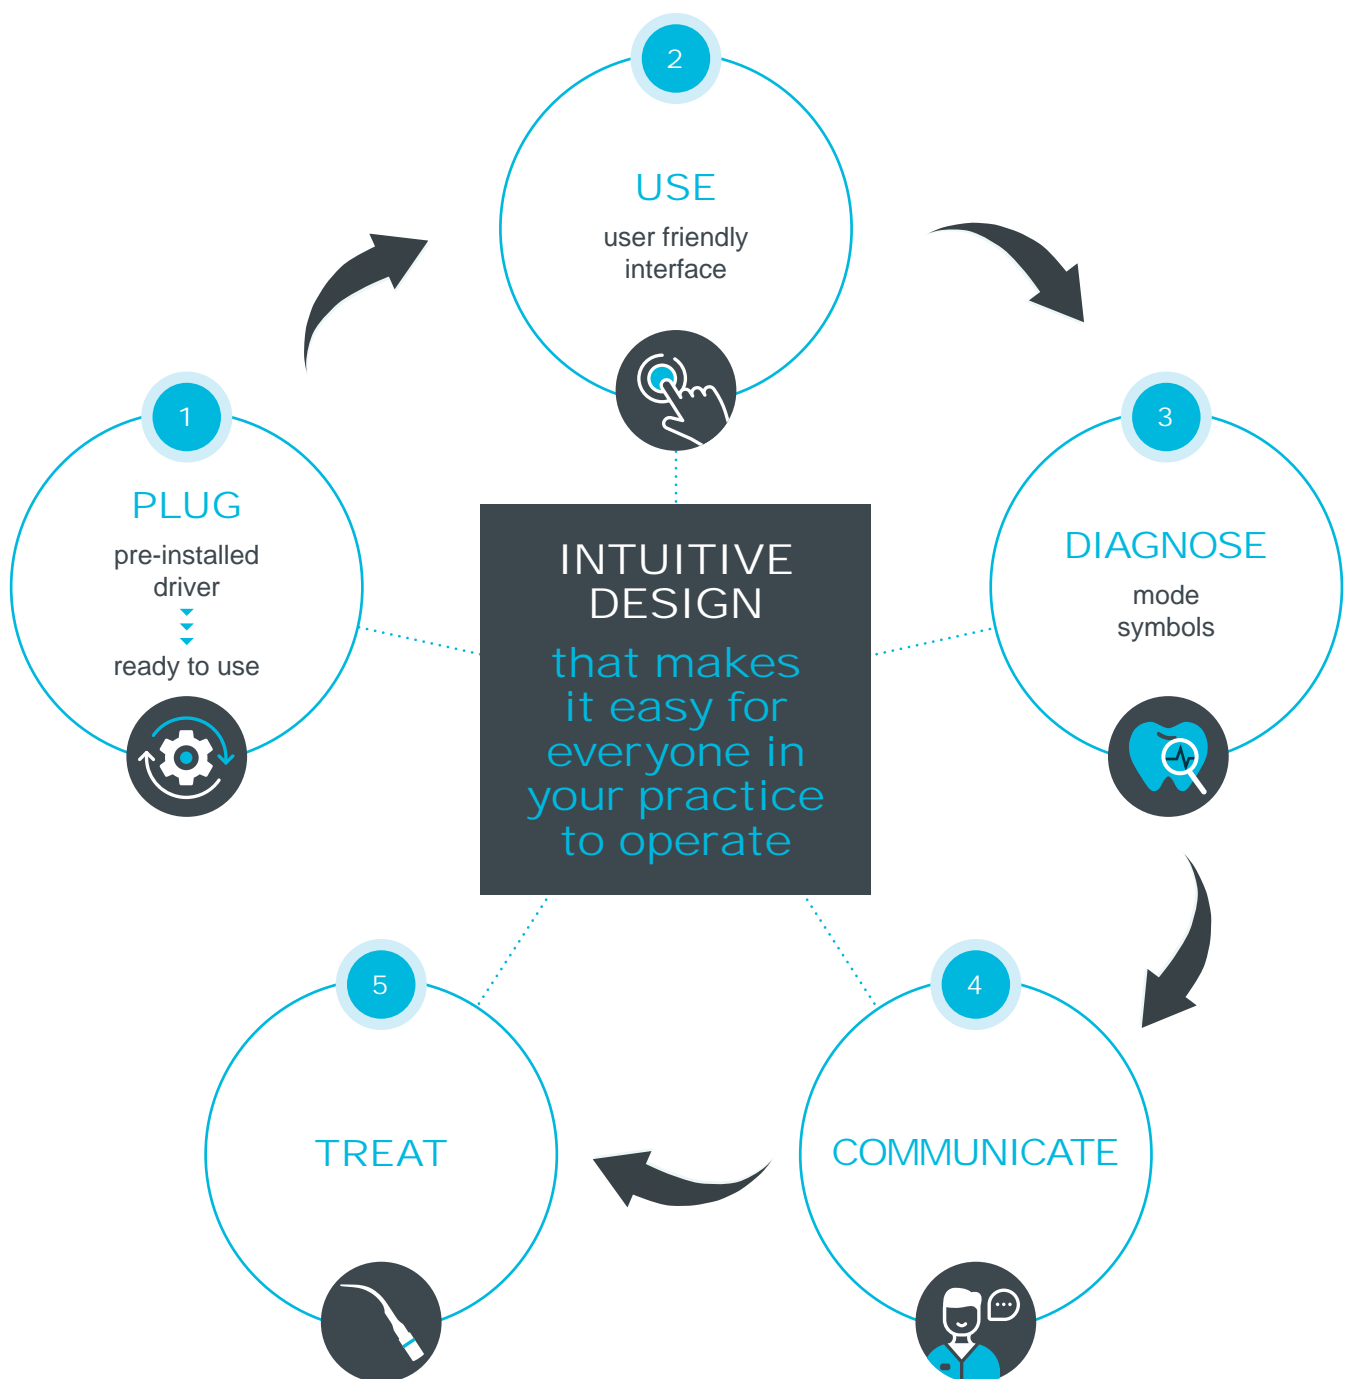 1
PLUG
pre-installed
driver
ready to use
2
USE
user friendly
interface
3
DIAGNOSE
mode
symbols
4
COMMUNICATE
5
TREAT
INTUITIVE
DESIGN
that makes
it easy for
everyone in
your practice
to operate